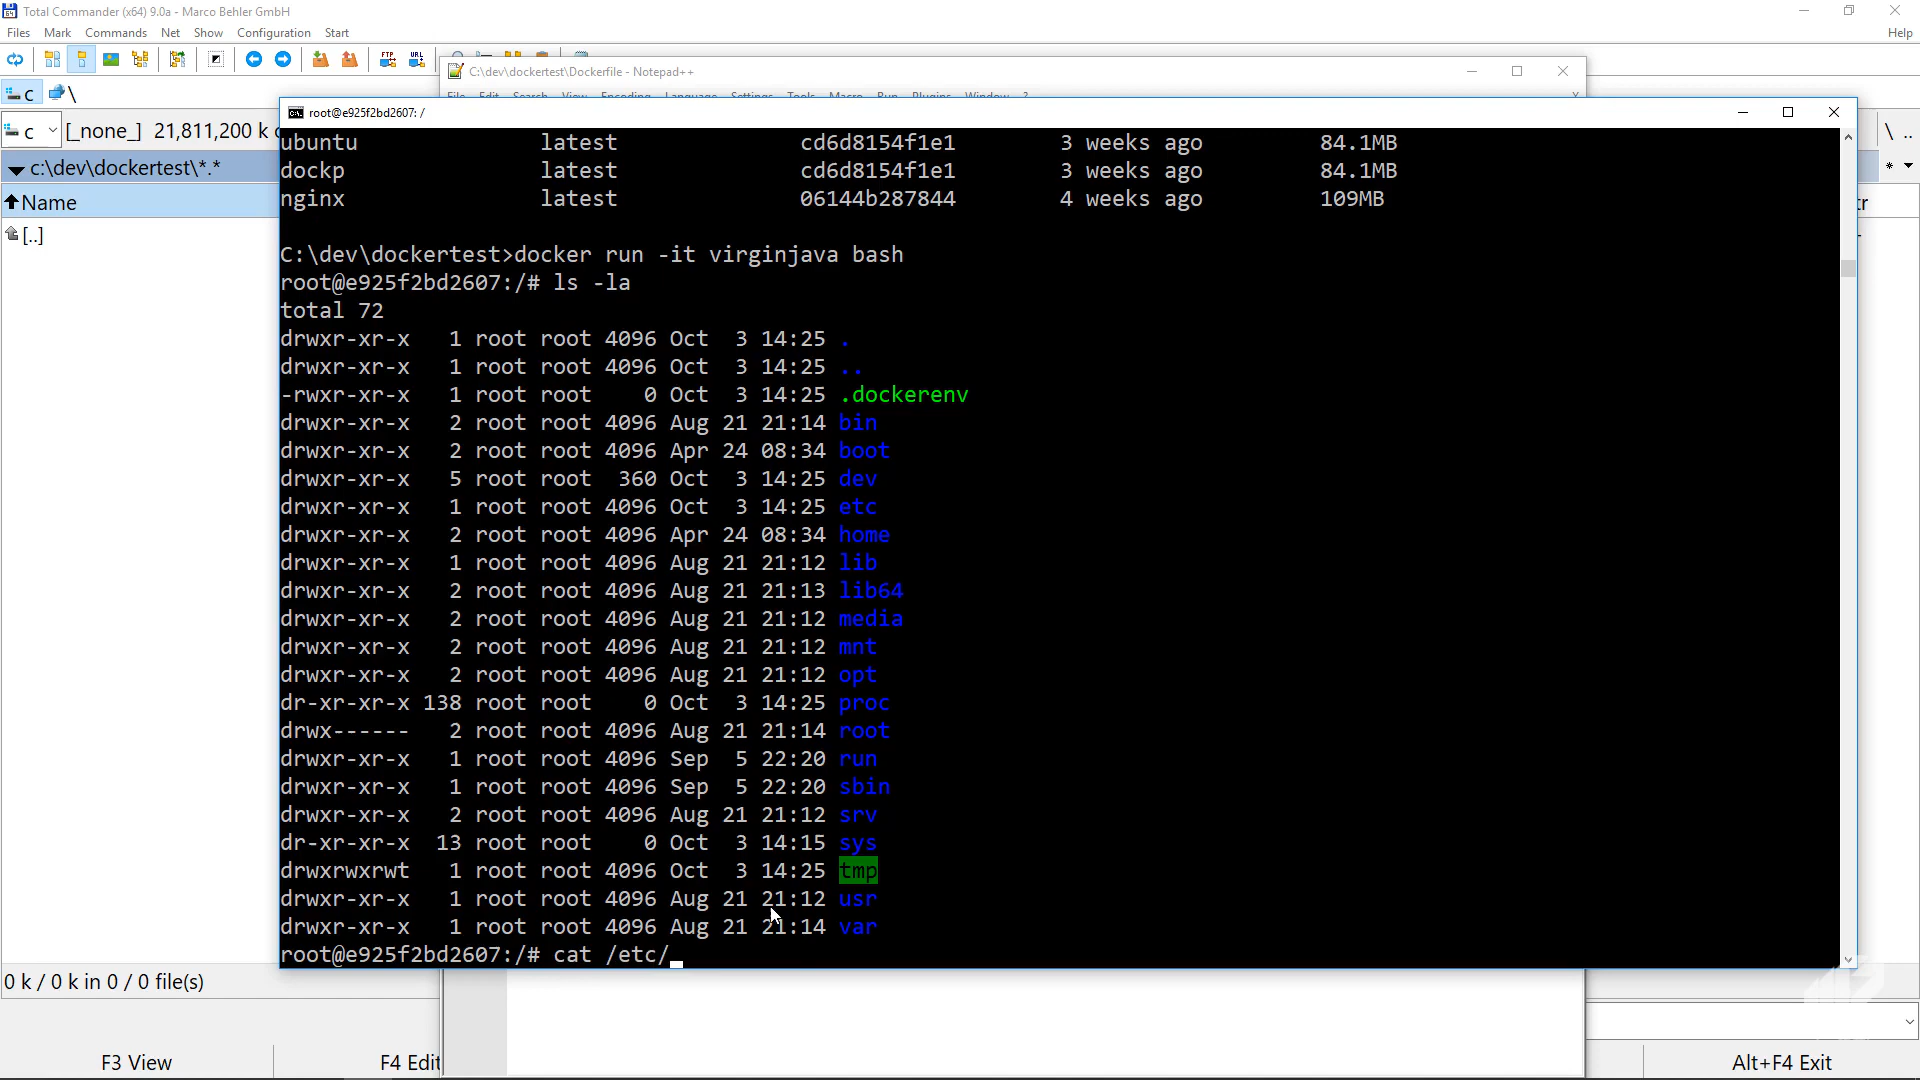 Total Commander (x64) 9.0a - Marco Behler GmbH
Files Mark Commands Net Show Configuration Start Help
FTP URL
C:\dev\dockertest\Dockerfile - Notepad++
c \
File Edit Search View Encoding Language Settings Tools Macro Run Plugins Window ? X
c [_none_] 21,811,200 k \ ..
root@e925f2bd2607: /
c:\dev\dockertest\*.* *
Name
[..]
ubuntu latest cd6d8154f1e1 3 weeks ago 84.1MB
dockp latest cd6d8154f1e1 3 weeks ago 84.1MB
nginx latest 06144b287844 4 weeks ago 109MB
C:\dev\dockertest>docker run -it virginjava bash
root@e925f2bd2607:/# ls -la
total 72
drwxr-xr-x 1 root root 4096 Oct 3 14:25 .
drwxr-xr-x 1 root root 4096 Oct 3 14:25 ..
-rwxr-xr-x 1 root root 0 Oct 3 14:25 .dockerenv
drwxr-xr-x 2 root root 4096 Aug 21 21:14 bin
drwxr-xr-x 2 root root 4096 Apr 24 08:34 boot
drwxr-xr-x 5 root root 360 Oct 3 14:25 dev
drwxr-xr-x 1 root root 4096 Oct 3 14:25 etc
drwxr-xr-x 2 root root 4096 Apr 24 08:34 home
drwxr-xr-x 1 root root 4096 Aug 21 21:12 lib
drwxr-xr-x 2 root root 4096 Aug 21 21:13 lib64
drwxr-xr-x 2 root root 4096 Aug 21 21:12 media
drwxr-xr-x 2 root root 4096 Aug 21 21:12 mnt
drwxr-xr-x 2 root root 4096 Aug 21 21:12 opt
dr-xr-xr-x 138 root root 0 Oct 3 14:25 proc
drwx------ 2 root root 4096 Aug 21 21:14 root
drwxr-xr-x 1 root root 4096 Sep 5 22:20 run
drwxr-xr-x 1 root root 4096 Sep 5 22:20 sbin
drwxr-xr-x 2 root root 4096 Aug 21 21:12 srv
dr-xr-xr-x 13 root root 0 Oct 3 14:15 sys
drwxrwxrwt 1 root root 4096 Oct 3 14:25 tmp
drwxr-xr-x 1 root root 4096 Aug 21 21:12 usr
drwxr-xr-x 1 root root 4096 Aug 21 21:14 var
root@e925f2bd2607:/# cat /etc/
0 k / 0 k in 0 / 0 file(s)
F3 View F4 Edit Alt+F4 Exit